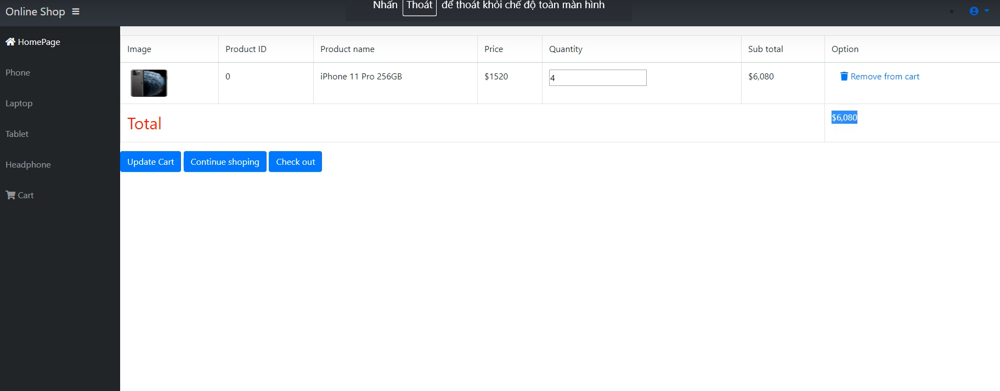 Online Shop
Nhấn Thoát để thoát khỏi chế độ toàn màn hình
HomePage
Phone
Laptop
Tablet
Headphone
Cart
Image Product ID Product name Price Quantity Sub total Option
0 iPhone 11 Pro 256GB $1520 4 $6,080 Remove from cart
Total $6,080
Update Cart Continue shoping Check out